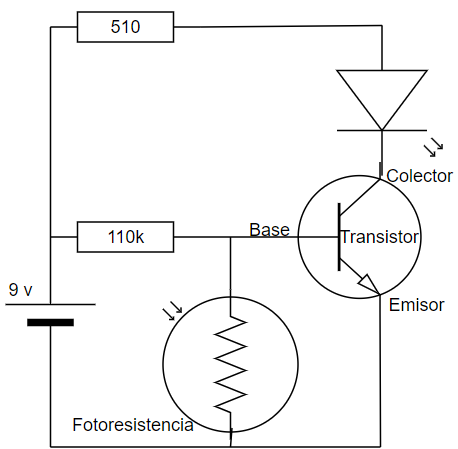 510
Colector
110k
Base
Transistor
9 v
Emisor
Fotoresistencia